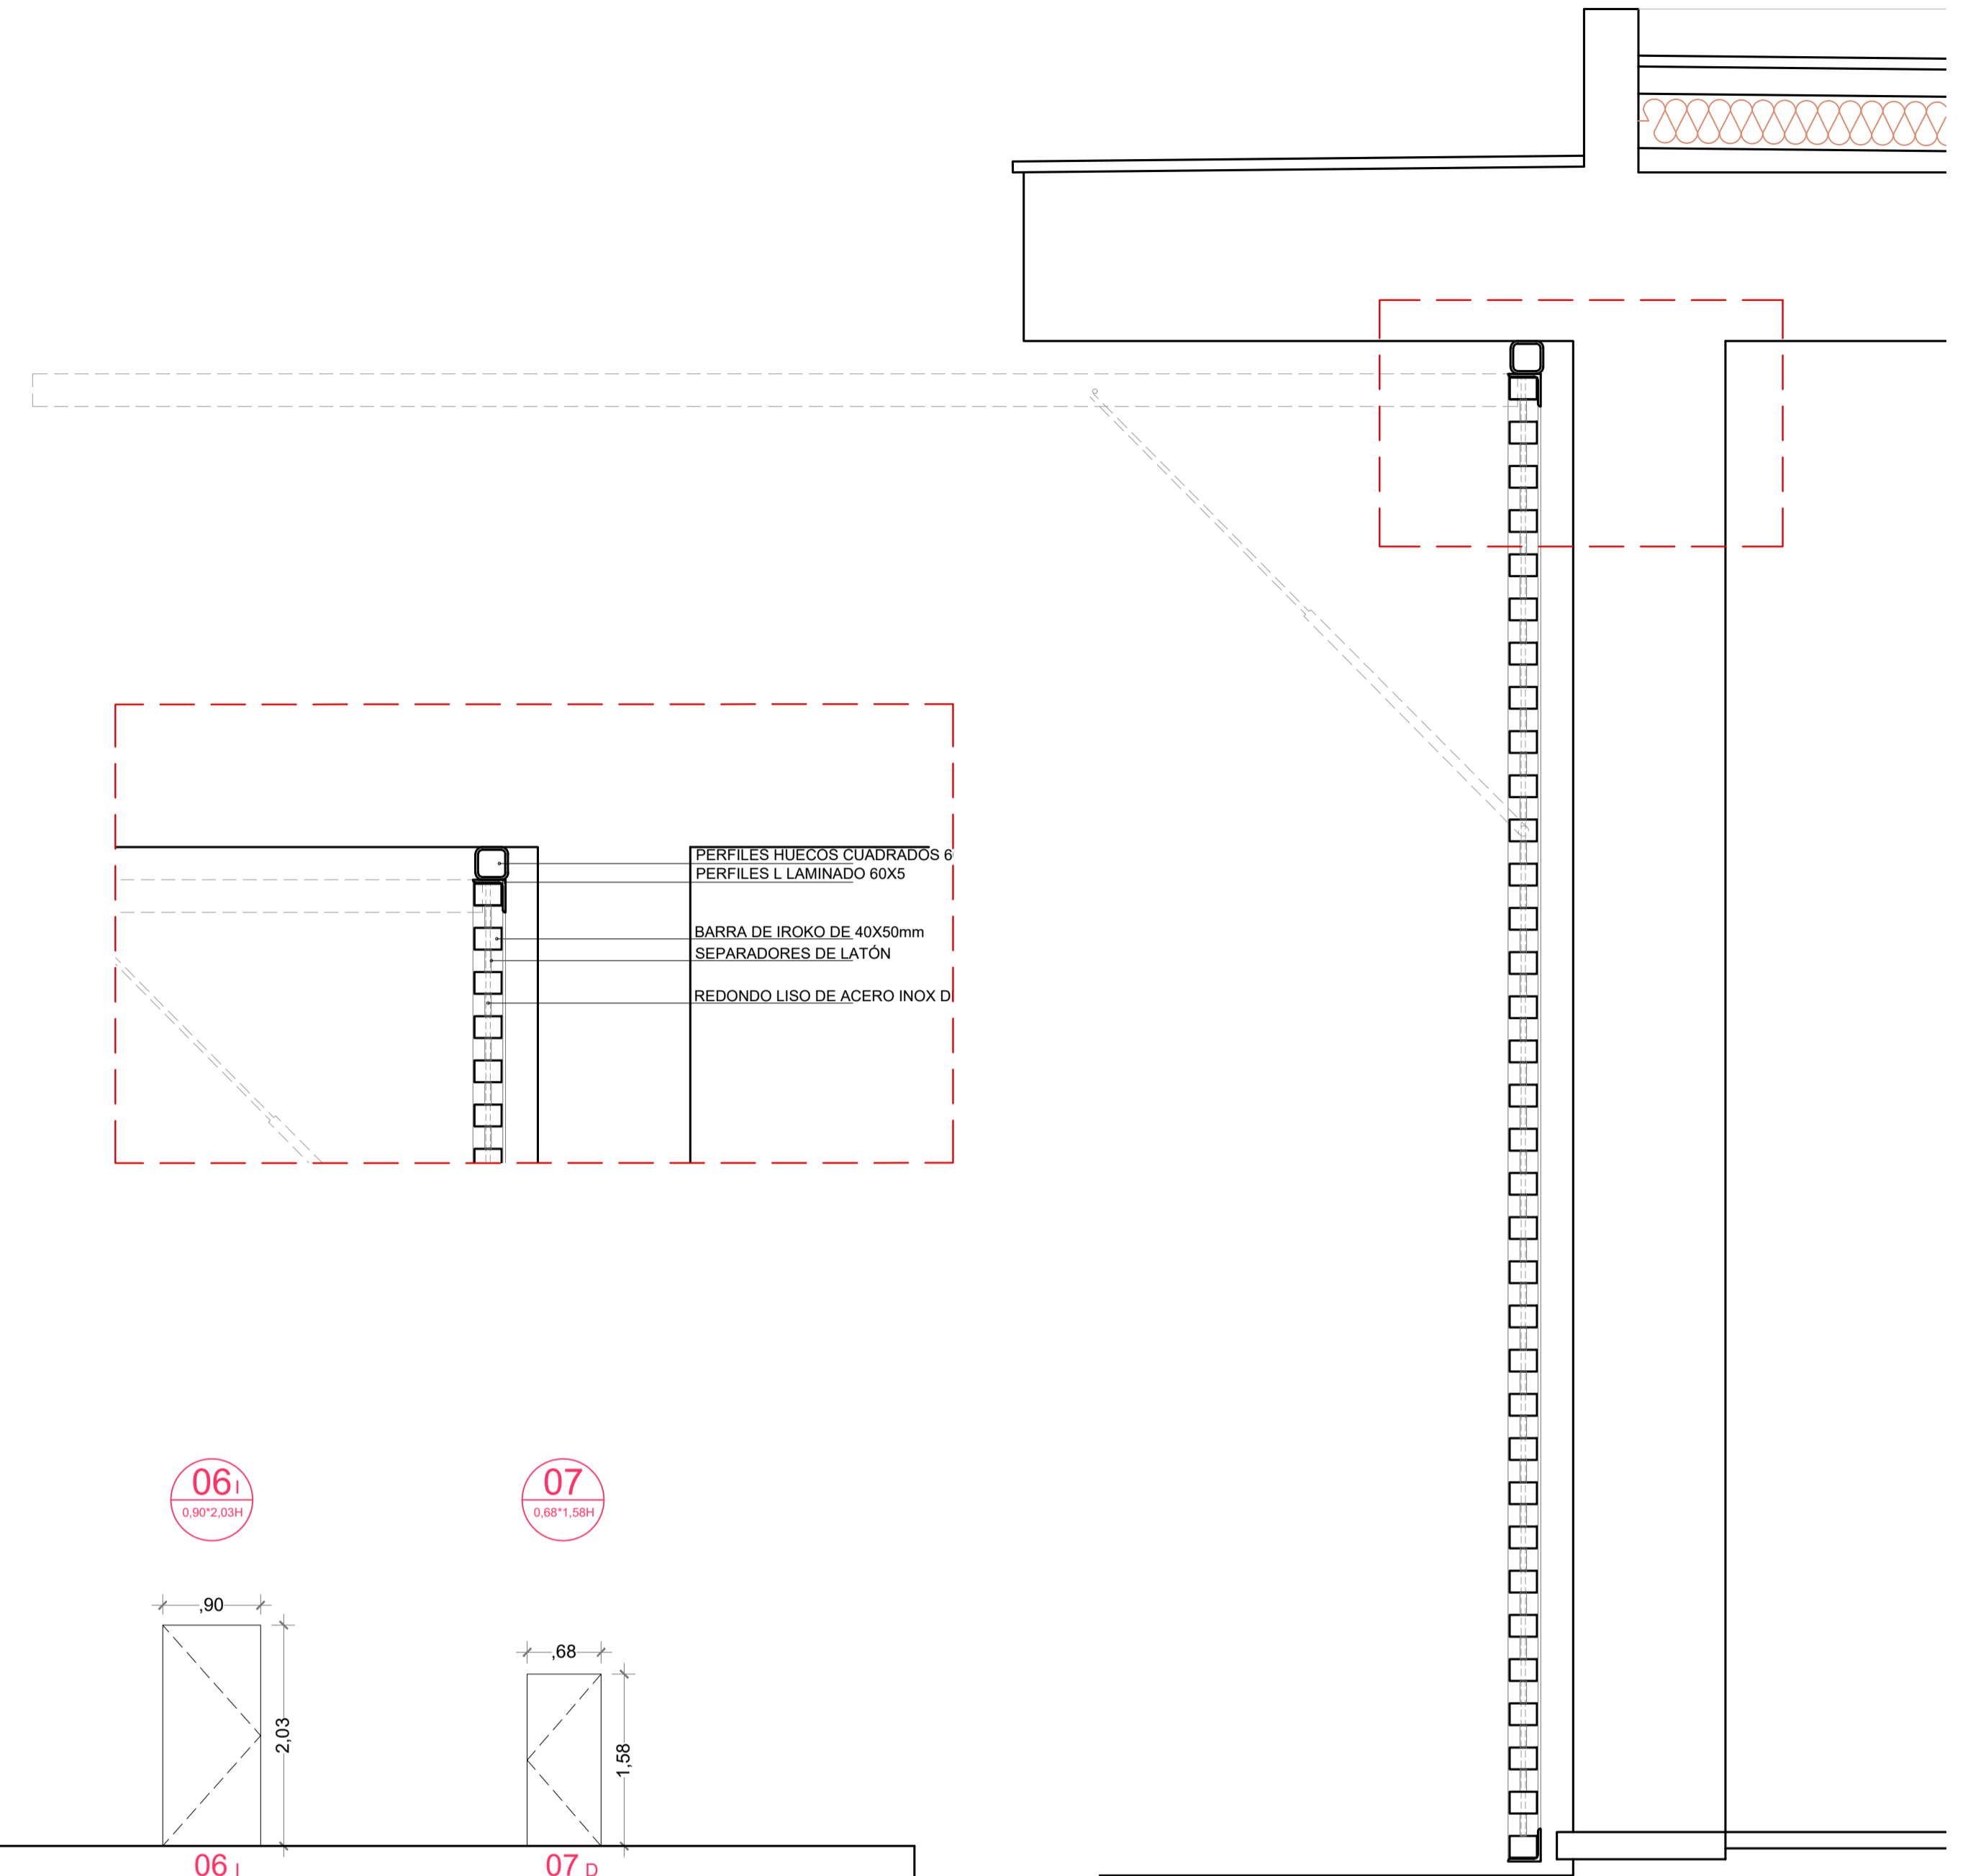 PERFILES HUECOS CUADRADOS 6
PERFILES L LAMINADO 60X5
BARRA DE IROKO DE 40X50mm
SEPARADORES DE LATÓN
REDONDO LISO DE ACERO INOX D
06 I
0,90*2,03H
07
0,68*1,58H
,90
2,03
,68
1,58
06 I
07 D